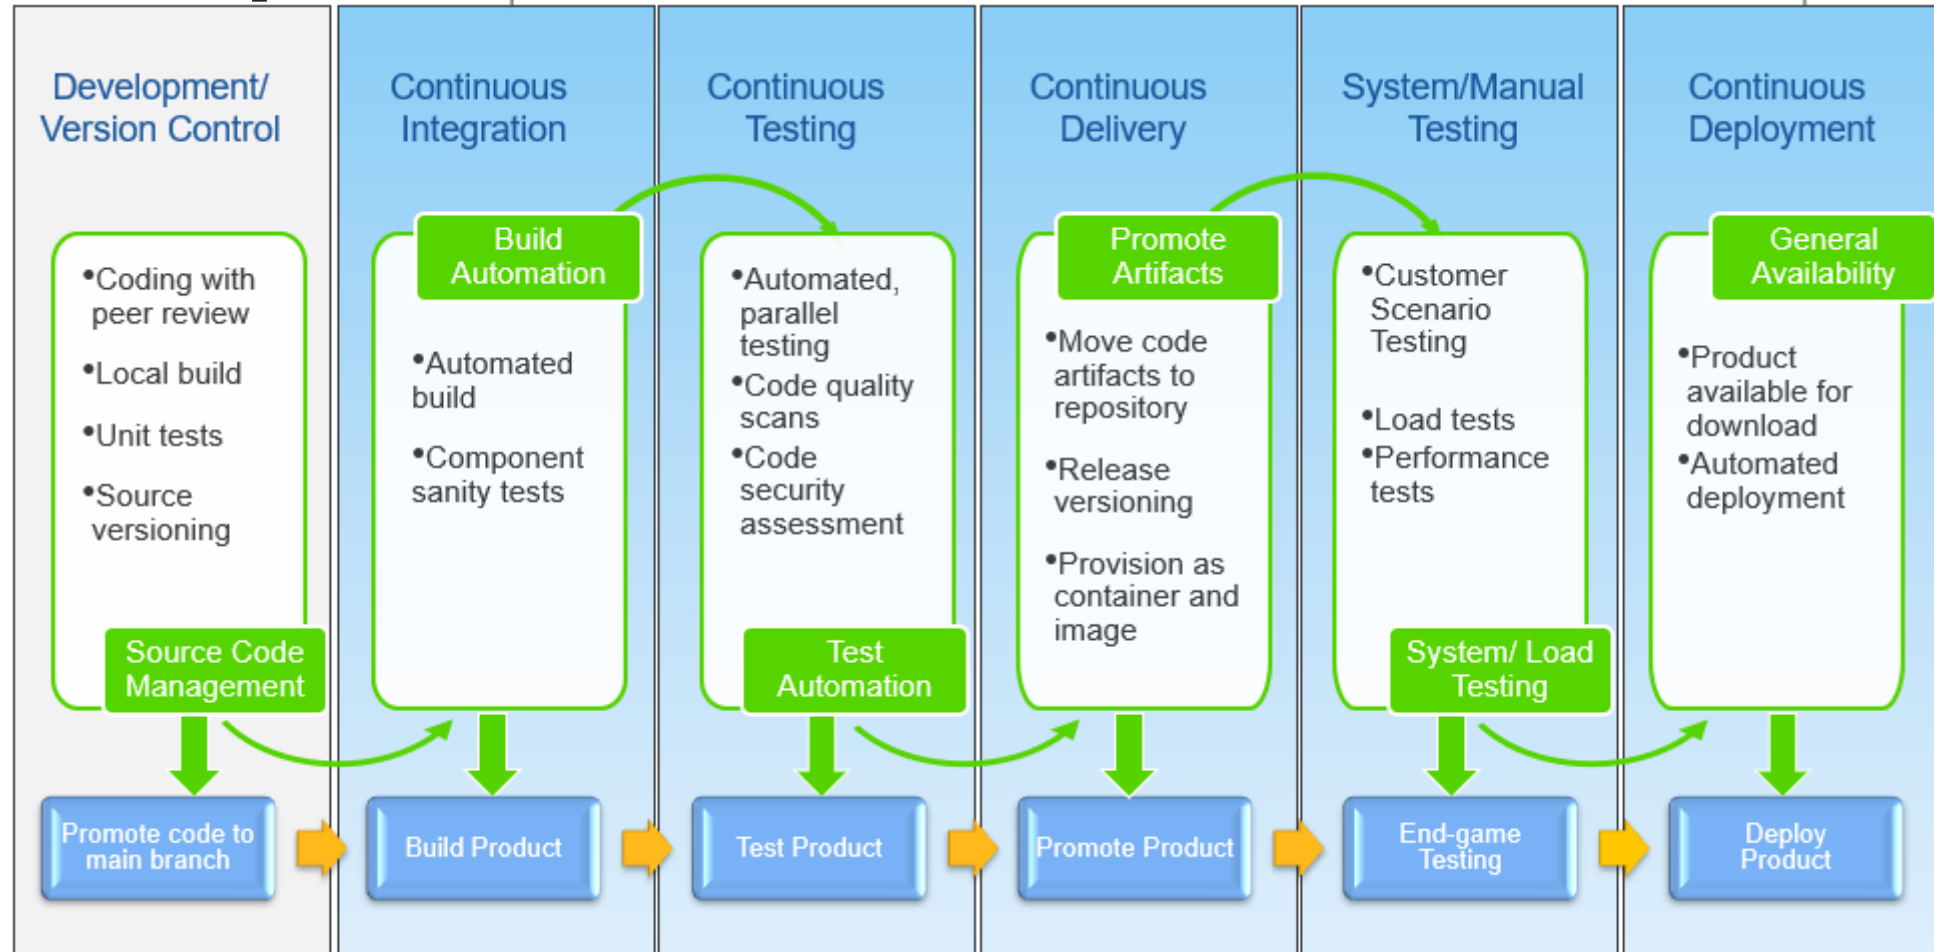 Development/
Version Control
•Coding with
peer review
•Local build
•Unit tests
•Source
versioning
Source Code
Management
Promote code to
main branch
Continuous
Integration
Build
Automation
•Automated
build
•Component
sanity tests
Build Product
Continuous
Testing
•Automated,
parallel
testing
•Code quality
scans
•Code
security
assessment
Test
Automation
Test Product
Continuous
Delivery
Promote
Artifacts
•Move code
artifacts to
repository
•Release
versioning
•Provision as
container and
image
Promote Product
System/Manual
Testing
•Customer
Scenario
Testing
•Load tests
•Performance
tests
System/ Load
Testing
End-game
Testing
Continuous
Deployment
General
Availability
•Product
available for
download
•Automated
deployment
Deploy
Product